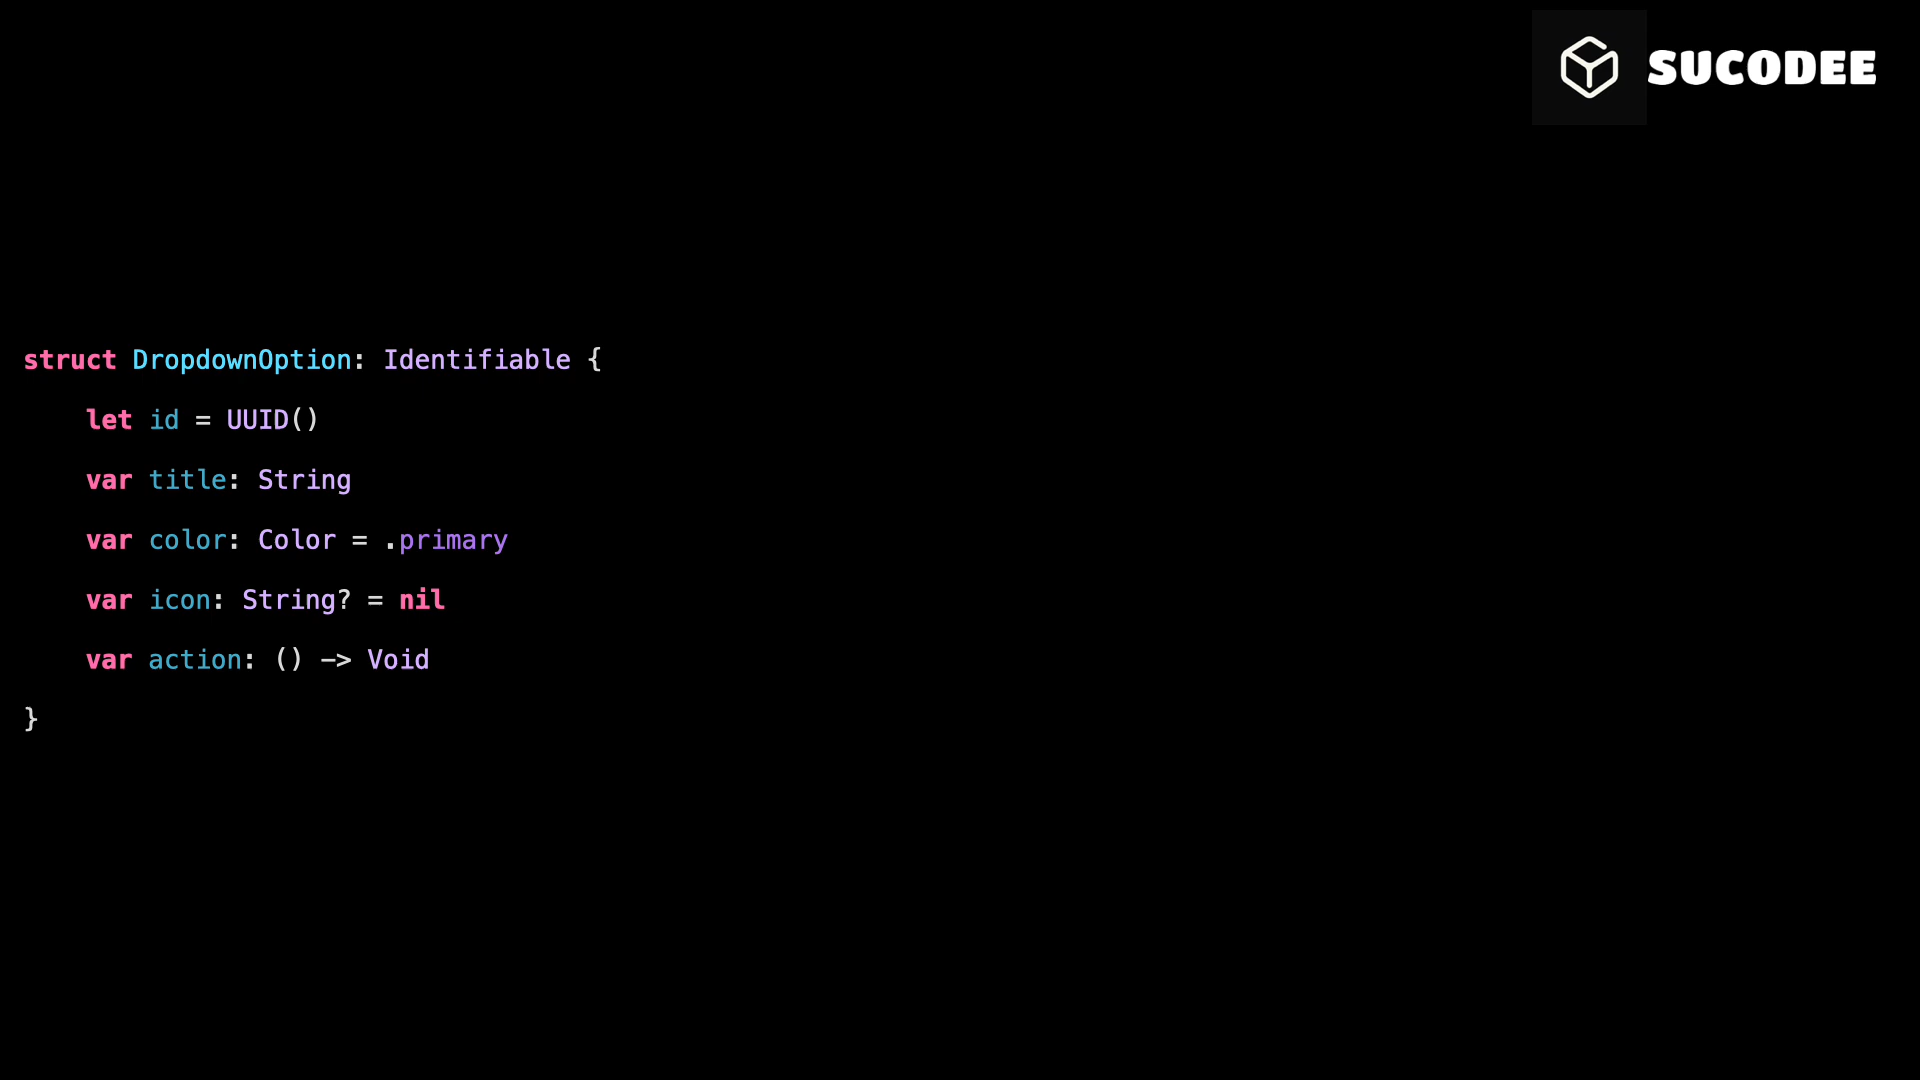 SUCODEE
struct DropdownOption: Identifiable {
    let id = UUID()
    var title: String
    var color: Color = .primary
    var icon: String? = nil
    var action: () -> Void
}